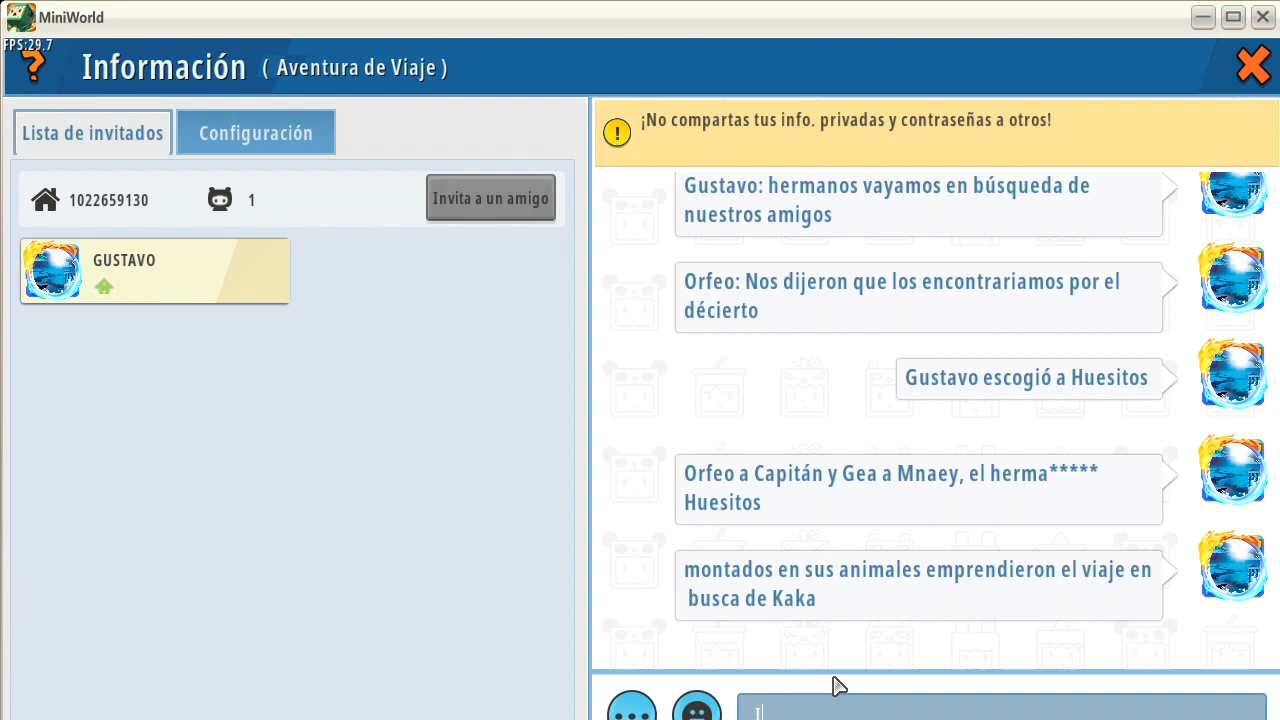 MiniWorld
FPS:29.7
?
Información ( Aventura de Viaje )
Lista de invitados
Configuración
1022659130
1
Invita a un amigo
GUSTAVO
! ¡No compartas tus info. privadas y contraseñas a otros!
Gustavo: hermanos vayamos en búsqueda de
nuestros amigos
Orfeo: Nos dijeron que los encontrariamos por el
décierto
Gustavo escogió a Huesitos
Orfeo a Capitán y Gea a Mnaey, el herma*****
Huesitos
montados en sus animales emprendieron el viaje en
busca de Kaka